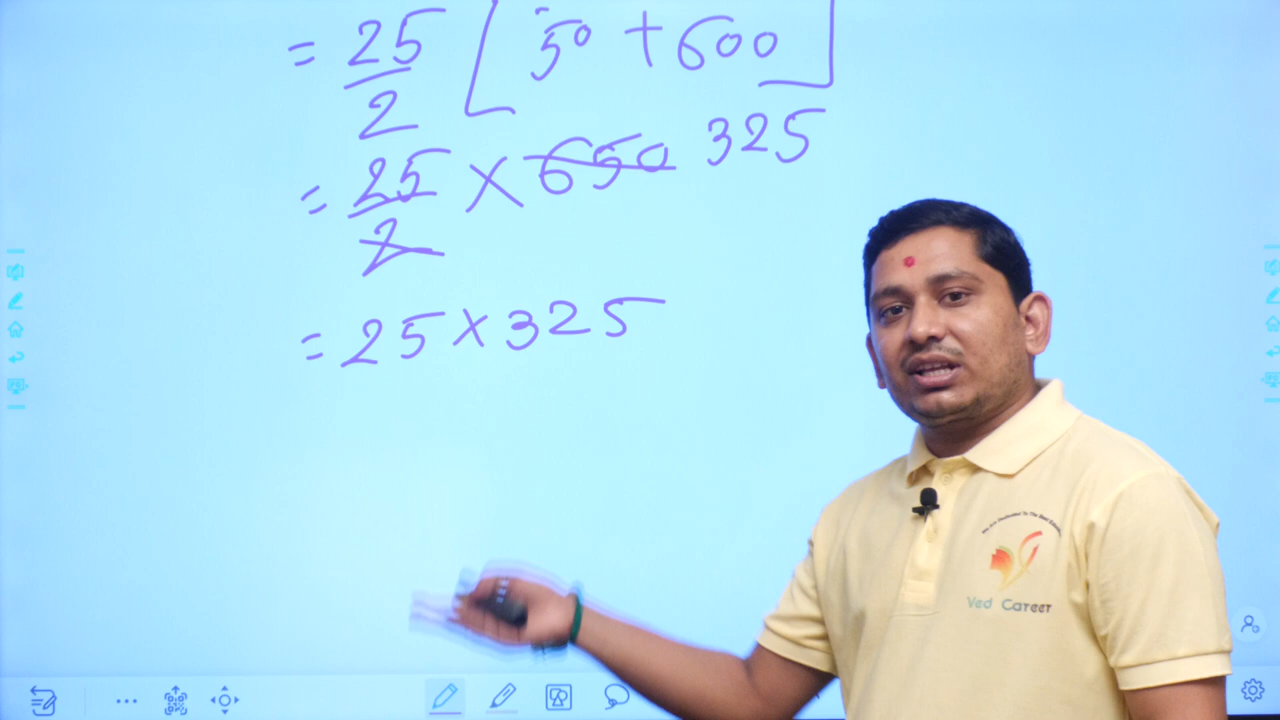 = 25/2 [ 50 + 600 ]
= 25/2 × 650 325
= 25 × 325
Ved Career